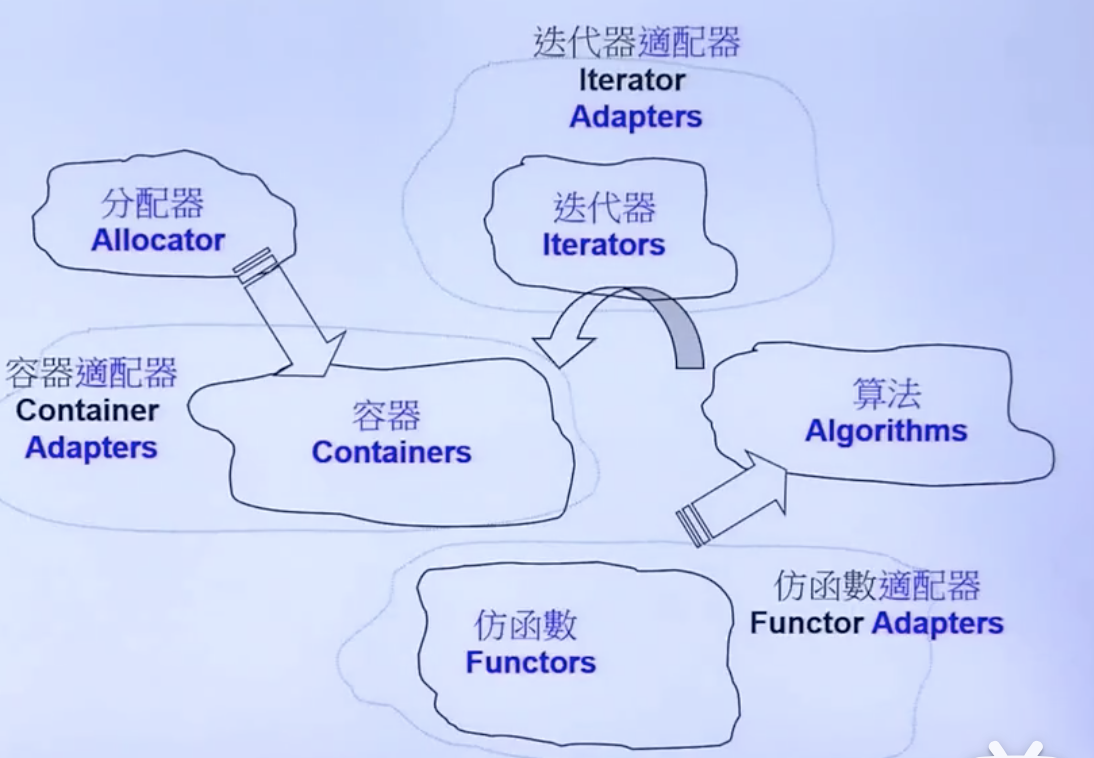 迭代器適配器
Iterator
Adapters
分配器
Allocator
迭代器
Iterators
容器適配器
Container
Adapters
容器
Containers
算法
Algorithms
仿函數
Functors
仿函數適配器
Functor Adapters